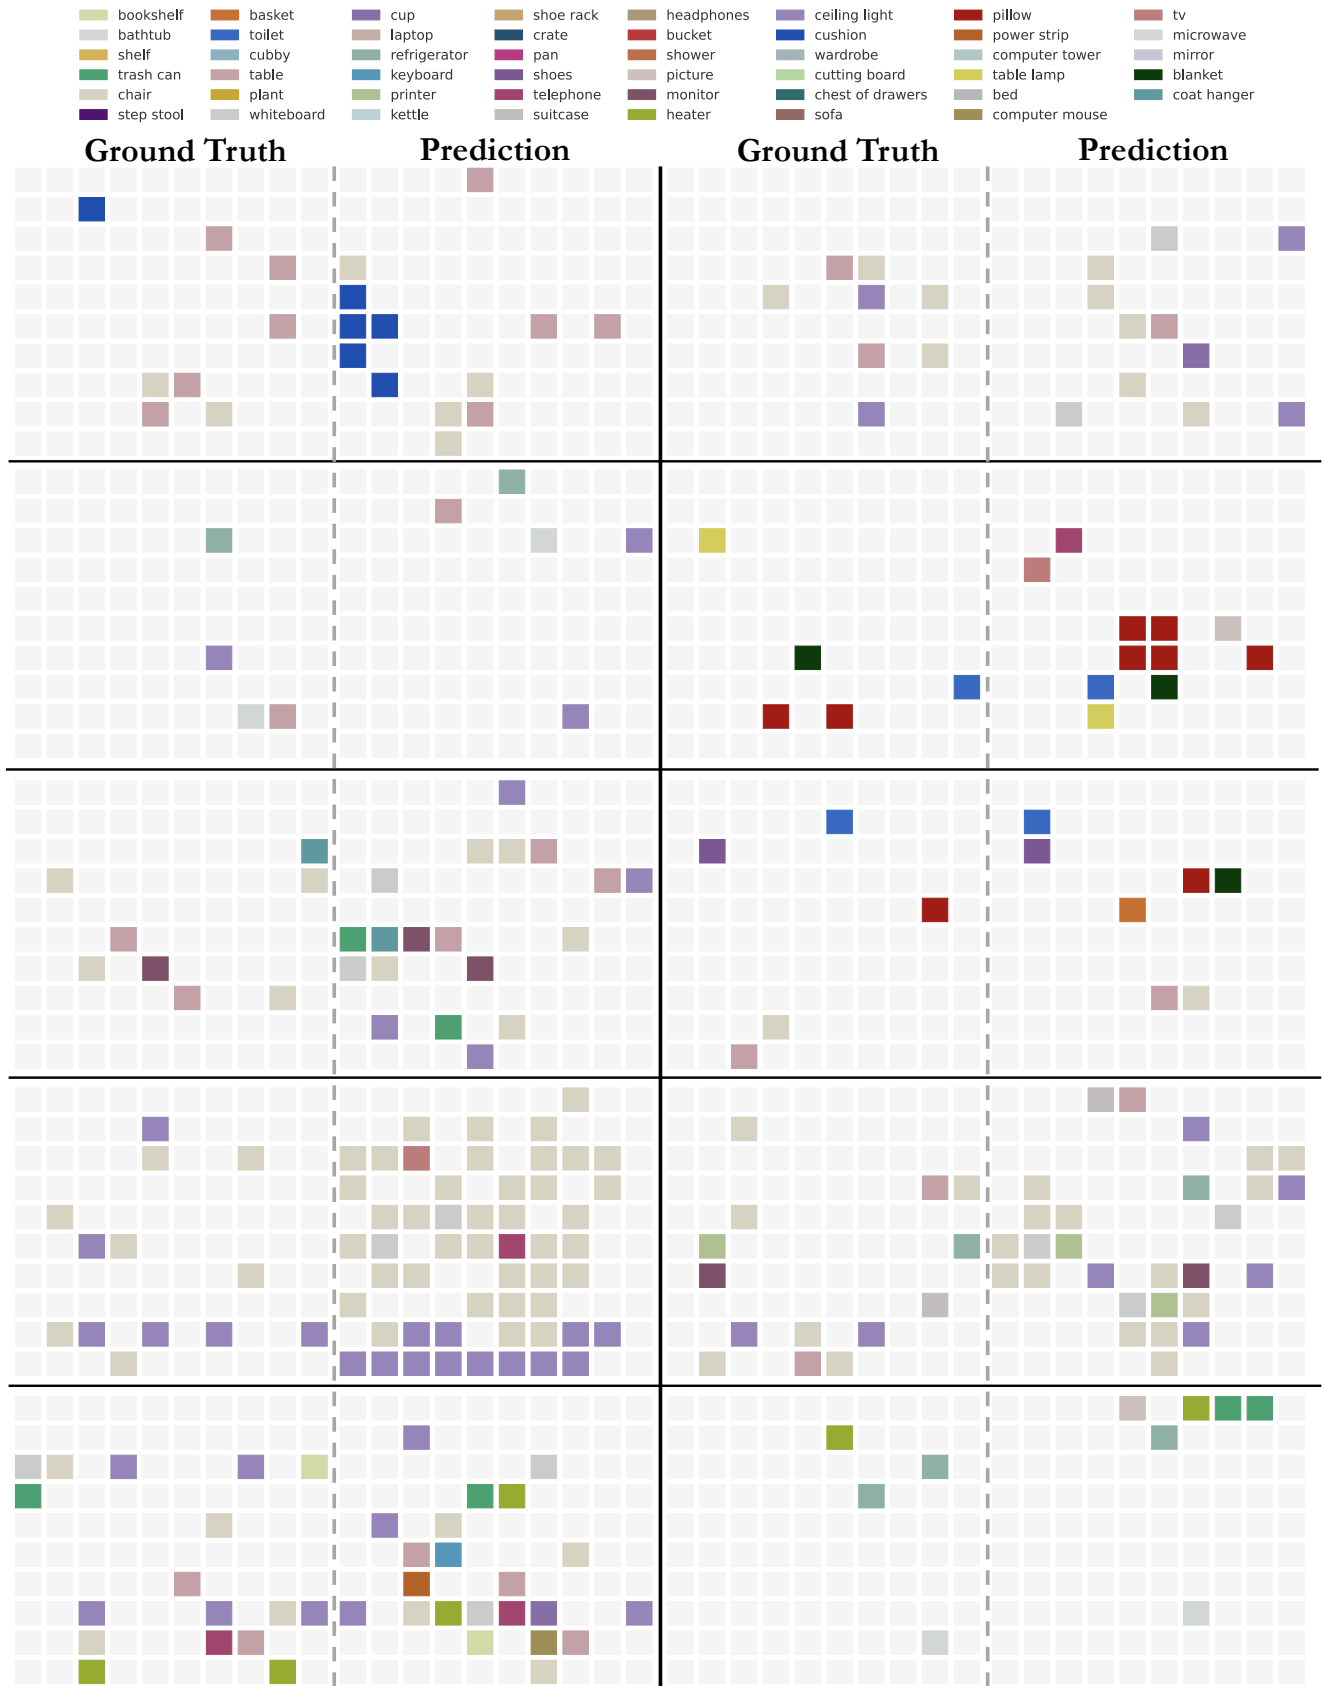 bookshelf basket cup shoe rack headphones ceiling light pillow tv
bathtub toilet laptop crate bucket cushion power strip microwave
shelf cubby refrigerator pan shower wardrobe computer tower mirror
trash can table keyboard shoes picture cutting board table lamp blanket
chair plant printer telephone monitor chest of drawers bed coat hanger
step stool whiteboard kettle suitcase heater sofa computer mouse
Ground Truth Prediction Ground Truth Prediction